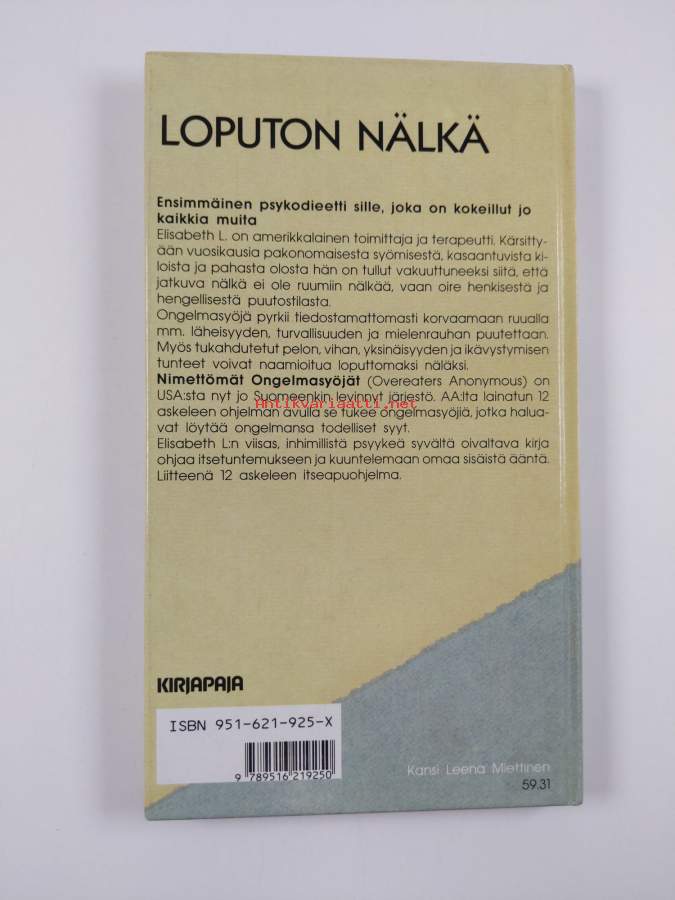 LOPUTON NÄLKÄ
Ensimmäinen psykodieetti sille, joka on kokeillut jo
kaikkia muita
Elisabeth L. on amerikkalainen toimittaja ja terapeutti. Kärsitty-
ään vuosikausia pakonomaisesta syömisestä, kasaantuvista ki-
loista ja pahasta olosta hän on tullut vakuuttuneeksi siitä, että
jatkuva nälkä ei ole ruumiin nälkää, vaan oire henkisestä ja
hengellisestä puutostilasta.
Ongelmasyöjä pyrkii tiedostamattomasti korvaamaan ruualla
mm. läheisyyden, turvallisuuden ja mielenrauhan puutettaan.
Myös tukahdutetut pelon, vihan, yksinäisyyden ja ikävystymisen
tunteet voivat naamioitua loputtomaksi näläksi.
Nimettömät Ongelmasyöjät (Overeaters Anonymous) on
USA:sta nyt jo Suomeenkin levinnyt järjestö. AA:lta lainatun 12
Antikvariaatti.net
askeleen ohjelman avulla se tukee ongelmasyöjiä, jotka halua-
vat löytää ongelmansa todelliset syyt.
Elisabeth L:n viisas, inhimillistä psyykeä syvältä oivaltava kirja
ohjaa itsetuntemukseen ja kuuntelemaan omaa sisäistä ääntä.
Liitteenä 12 askeleen itseapuohjelma.
KIRJAPAJA
ISBN 951-621-925-X
9 789516 219250
Kansi Leena Miettinen
59.31